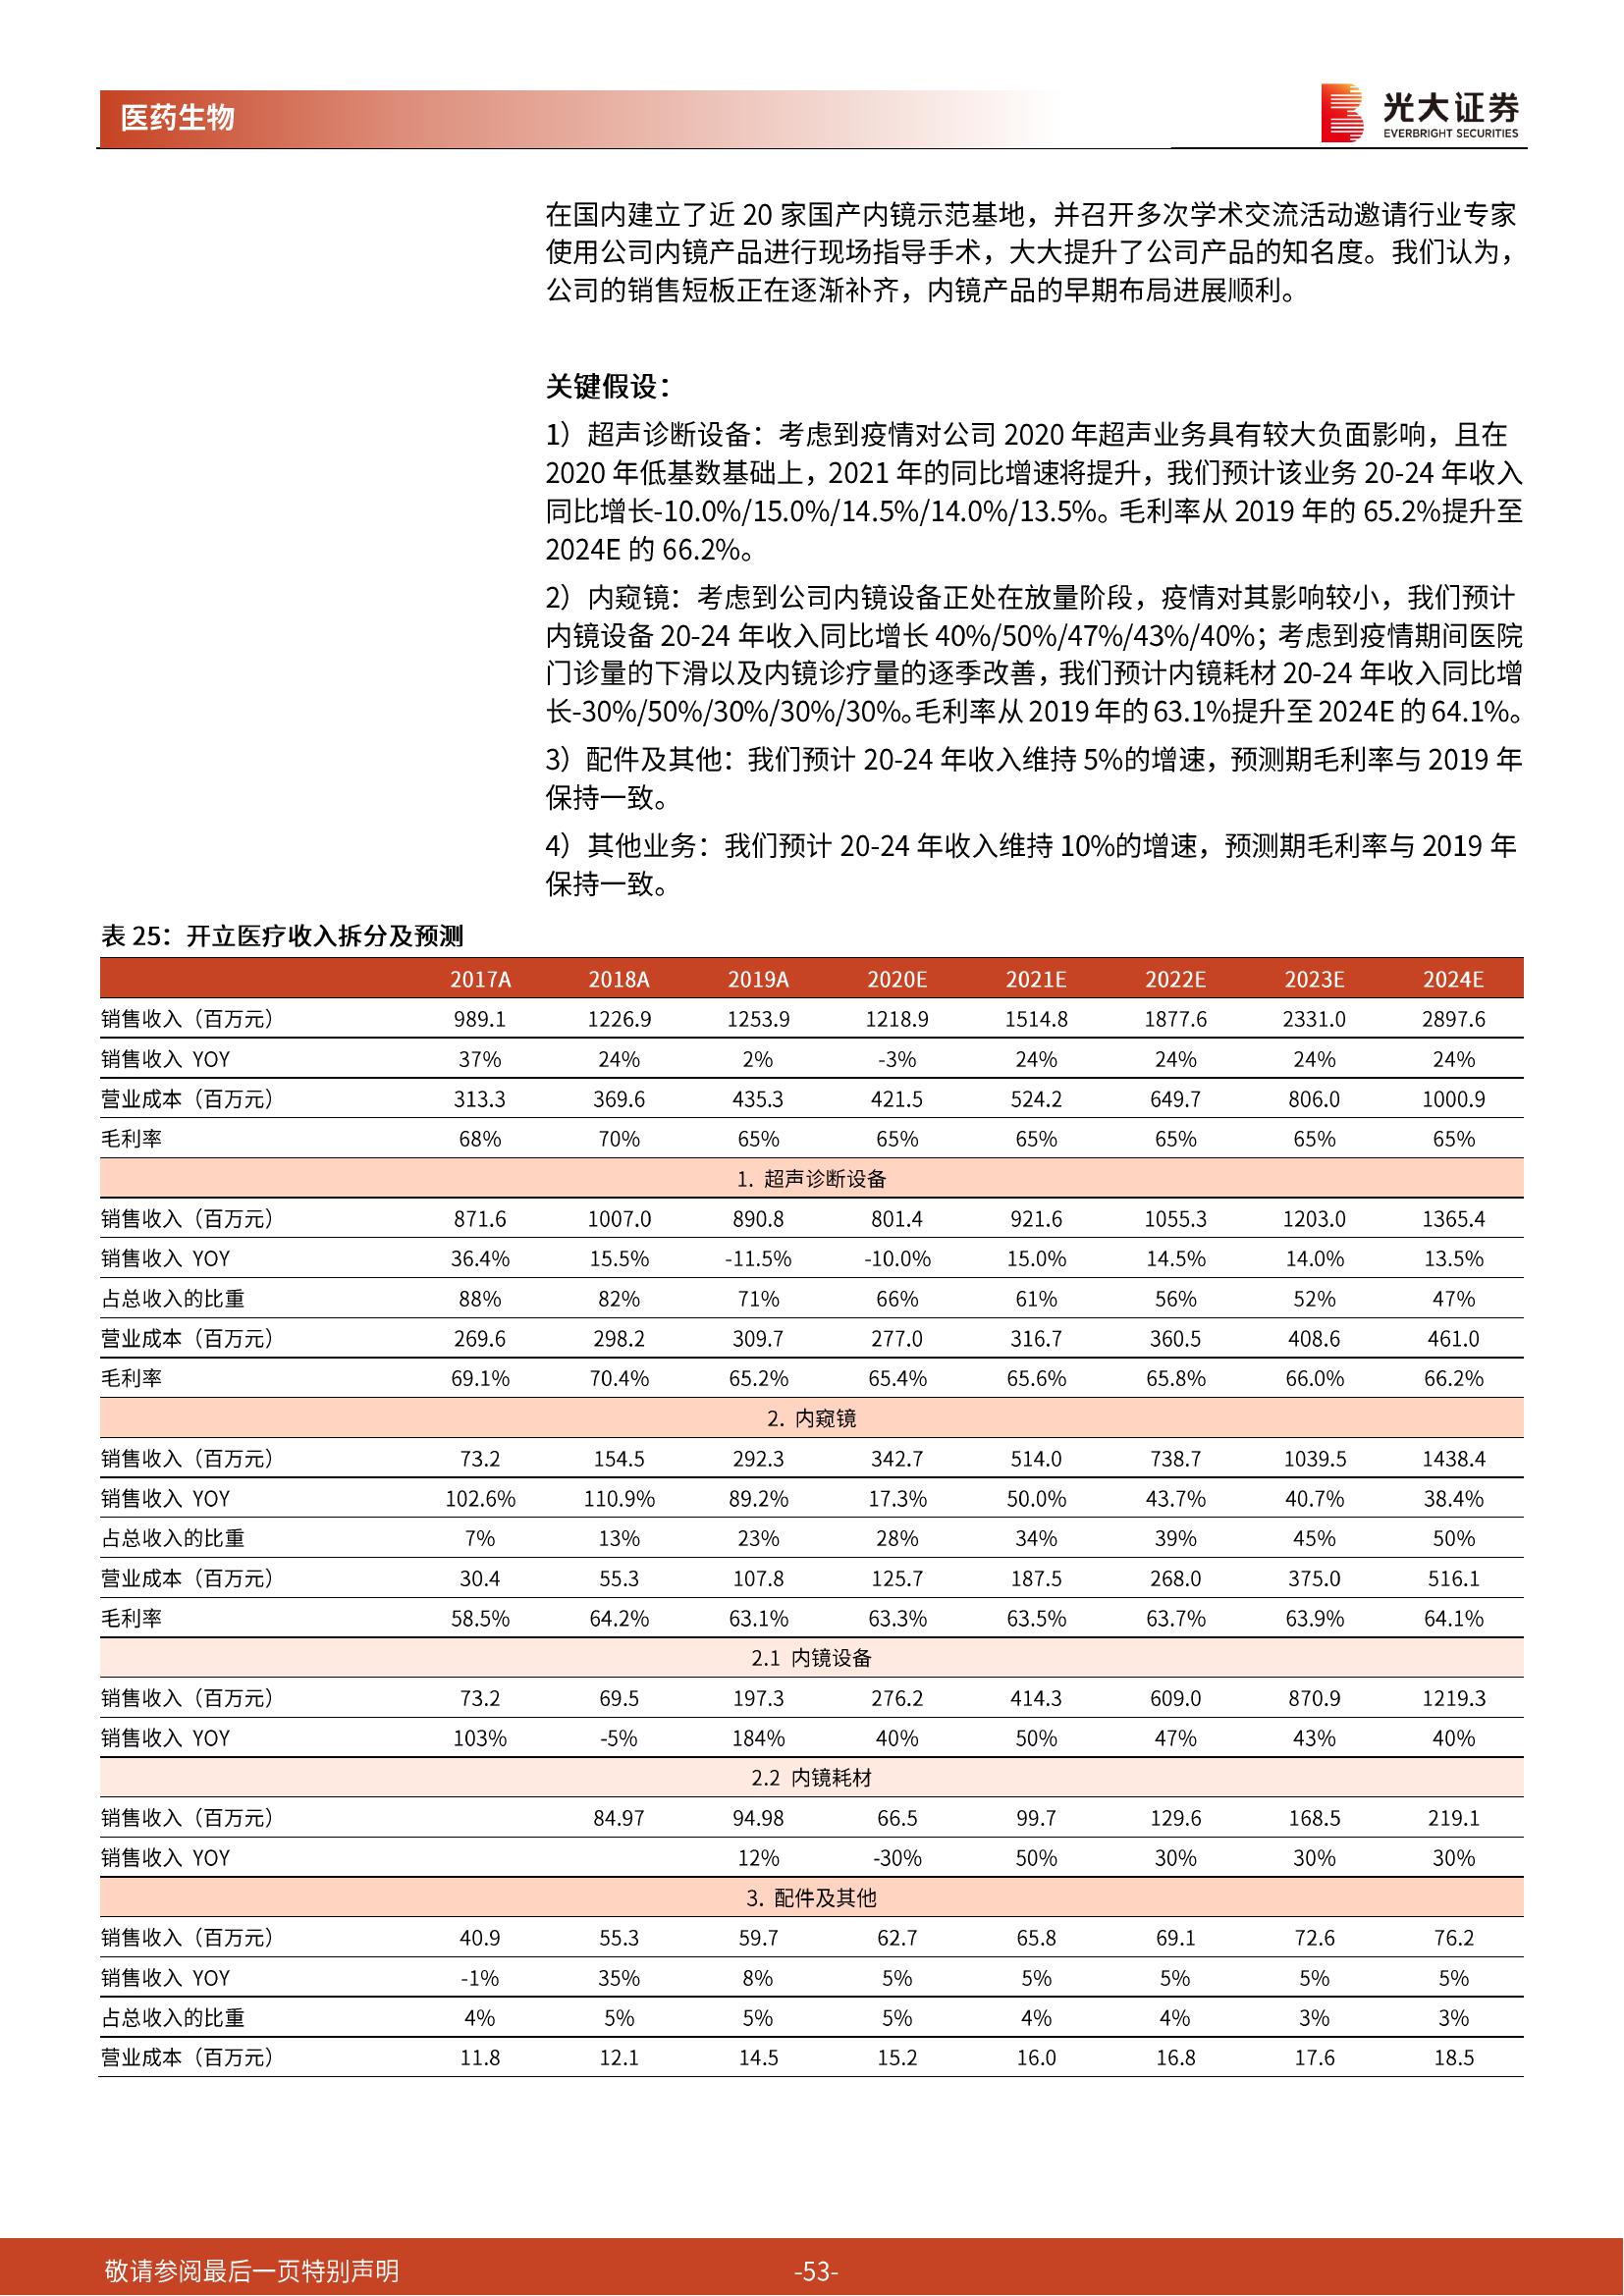 医药生物
光大证券
EVERBRIGHT SECURITIES
在国内建立了近 20 家国产内镜示范基地，并召开多次学术交流活动邀请行业专家
使用公司内镜产品进行现场指导手术，大大提升了公司产品的知名度。我们认为，
公司的销售短板正在逐渐补齐，内镜产品的早期布局进展顺利。
关键假设：
1）超声诊断设备：考虑到疫情对公司 2020 年超声业务具有较大负面影响，且在
2020 年低基数基础上，2021 年的同比增速将提升，我们预计该业务 20-24 年收入
同比增长-10.0%/15.0%/14.5%/14.0%/13.5%。毛利率从 2019 年的 65.2%提升至
2024E 的 66.2%。
2）内窥镜：考虑到公司内镜设备正处在放量阶段，疫情对其影响较小，我们预计
内镜设备 20-24 年收入同比增长 40%/50%/47%/43%/40%；考虑到疫情期间医院
门诊量的下滑以及内镜诊疗量的逐季改善，我们预计内镜耗材 20-24 年收入同比增
长-30%/50%/30%/30%/30%。毛利率从 2019 年的 63.1%提升至 2024E 的 64.1%。
3）配件及其他：我们预计 20-24 年收入维持 5%的增速，预测期毛利率与 2019 年
保持一致。
4）其他业务：我们预计 20-24 年收入维持 10%的增速，预测期毛利率与 2019 年
保持一致。
表 25：开立医疗收入拆分及预测
2017A 2018A 2019A 2020E 2021E 2022E 2023E 2024E
销售收入（百万元） 989.1 1226.9 1253.9 1218.9 1514.8 1877.6 2331.0 2897.6
销售收入 YOY 37% 24% 2% -3% 24% 24% 24% 24%
营业成本（百万元） 313.3 369.6 435.3 421.5 524.2 649.7 806.0 1000.9
毛利率 68% 70% 65% 65% 65% 65% 65% 65%
1. 超声诊断设备
销售收入（百万元） 871.6 1007.0 890.8 801.4 921.6 1055.3 1203.0 1365.4
销售收入 YOY 36.4% 15.5% -11.5% -10.0% 15.0% 14.5% 14.0% 13.5%
占总收入的比重 88% 82% 71% 66% 61% 56% 52% 47%
营业成本（百万元） 269.6 298.2 309.7 277.0 316.7 360.5 408.6 461.0
毛利率 69.1% 70.4% 65.2% 65.4% 65.6% 65.8% 66.0% 66.2%
2. 内窥镜
销售收入（百万元） 73.2 154.5 292.3 342.7 514.0 738.7 1039.5 1438.4
销售收入 YOY 102.6% 110.9% 89.2% 17.3% 50.0% 43.7% 40.7% 38.4%
占总收入的比重 7% 13% 23% 28% 34% 39% 45% 50%
营业成本（百万元） 30.4 55.3 107.8 125.7 187.5 268.0 375.0 516.1
毛利率 58.5% 64.2% 63.1% 63.3% 63.5% 63.7% 63.9% 64.1%
2.1 内镜设备
销售收入（百万元） 73.2 69.5 197.3 276.2 414.3 609.0 870.9 1219.3
销售收入 YOY 103% -5% 184% 40% 50% 47% 43% 40%
2.2 内镜耗材
销售收入（百万元） 84.97 94.98 66.5 99.7 129.6 168.5 219.1
销售收入 YOY 12% -30% 50% 30% 30% 30%
3. 配件及其他
销售收入（百万元） 40.9 55.3 59.7 62.7 65.8 69.1 72.6 76.2
销售收入 YOY -1% 35% 8% 5% 5% 5% 5% 5%
占总收入的比重 4% 5% 5% 5% 4% 4% 3% 3%
营业成本（百万元） 11.8 12.1 14.5 15.2 16.0 16.8 17.6 18.5
敬请参阅最后一页特别声明
-53-